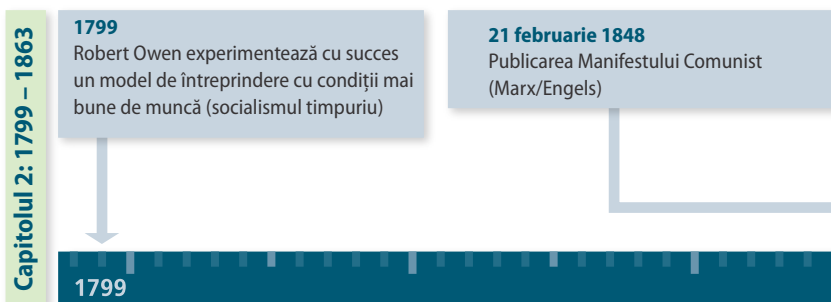 Capitolul 2: 1799 – 1863
1799
Robert Owen experimentează cu succes
un model de întreprindere cu condiții mai
bune de muncă (socialismul timpuriu)
21 februarie 1848
Publicarea Manifestului Comunist
(Marx/Engels)
1799